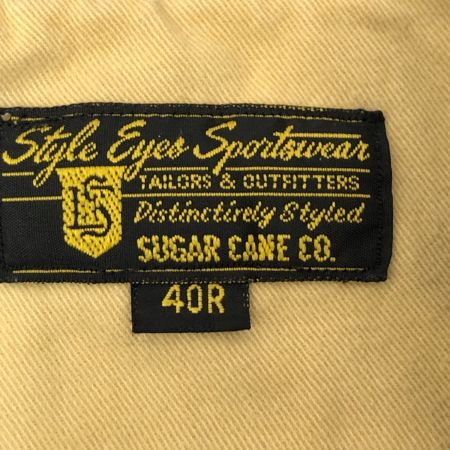 Style Eyes Sportswear
TAILORS & OUTFITTERS
Distinctively Styled
SUGAR CANE CO.
40R